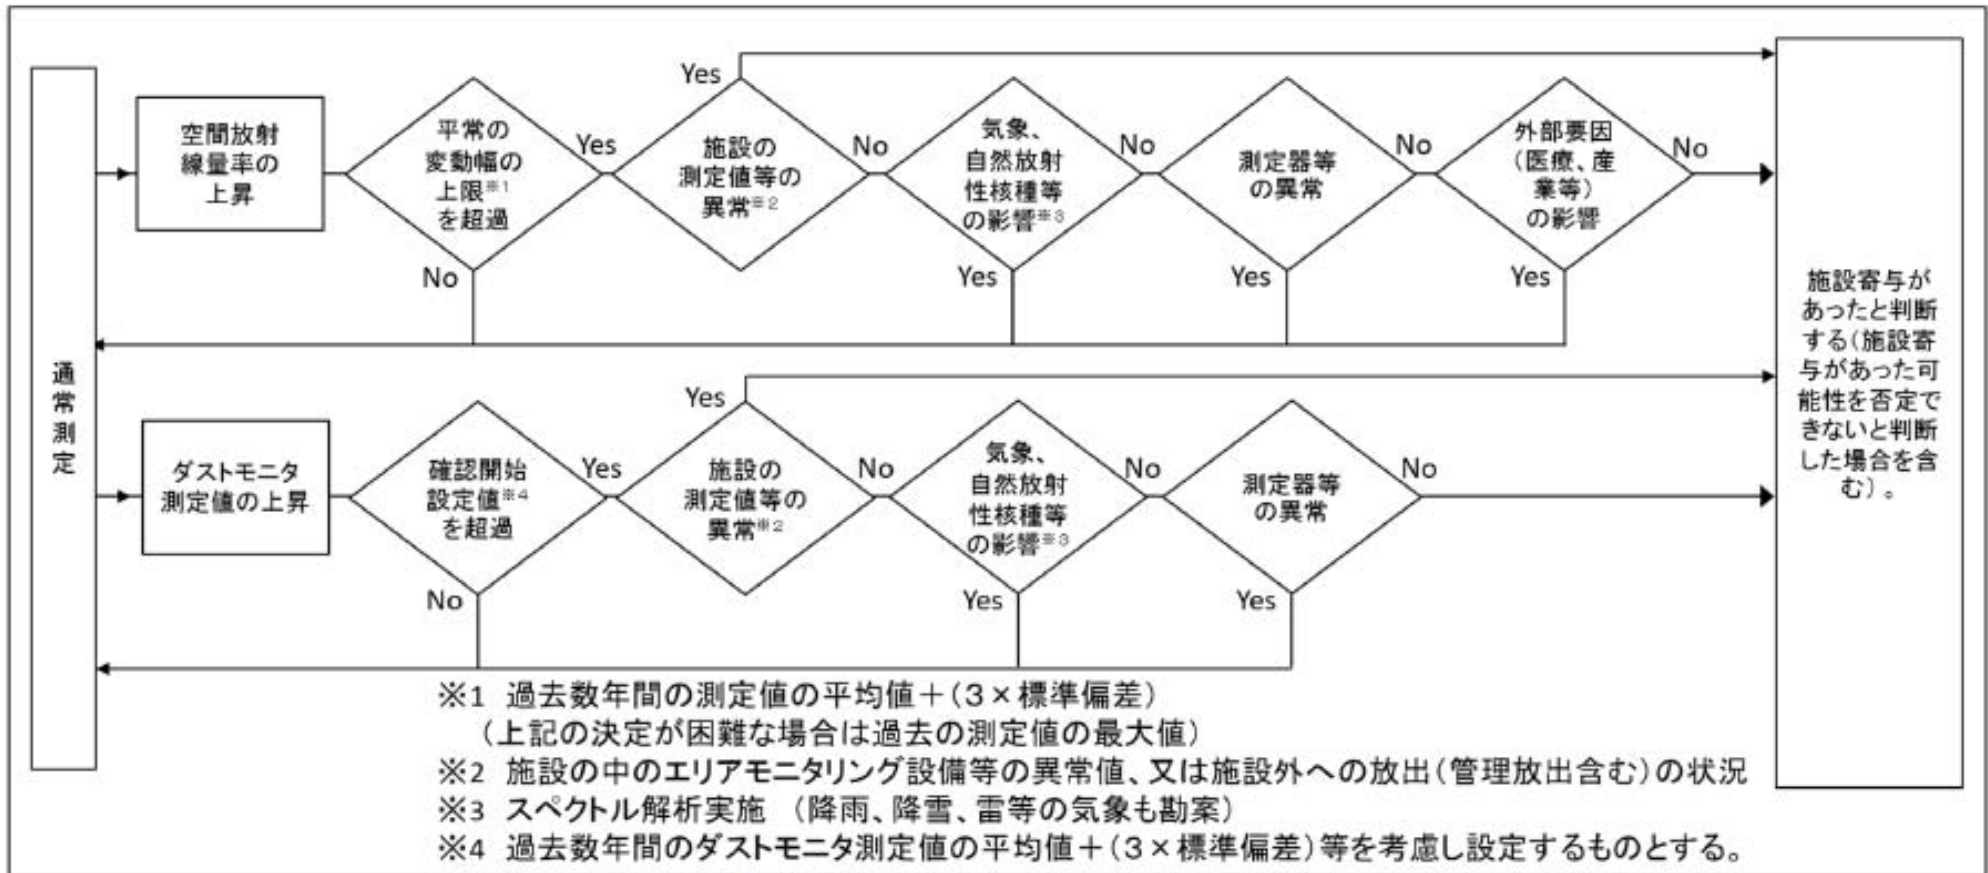 通常測定
空間放射
線量率の
上昇
平常の
変動幅の
上限※1
を超過
Yes
No
施設の
測定値等の
異常※2
Yes
No
気象、
自然放射
性核種等
の影響※3
No
Yes
測定器等
の異常
No
Yes
外部要因
(医療、産
業等)
の影響
No
Yes
ダストモニタ
測定値の上昇
確認開始
設定値※4
を超過
Yes
No
施設の
測定値等の
異常※2
Yes
No
気象、
自然放射
性核種等
の影響※3
No
Yes
測定器等
の異常
No
Yes
施設寄与が
あったと判断
する(施設寄
与があった可
能性を否定で
きないと判断
した場合を含
む)。
※1 過去数年間の測定値の平均値+(3×標準偏差)
(上記の決定が困難な場合は過去の測定値の最大値)
※2 施設の中のエリアモニタリング設備等の異常値、又は施設外への放出(管理放出含む)の状況
※3 スペクトル解析実施 (降雨、降雪、雷等の気象も勘案)
※4 過去数年間のダストモニタ測定値の平均値+(3×標準偏差)等を考慮し設定するものとする。